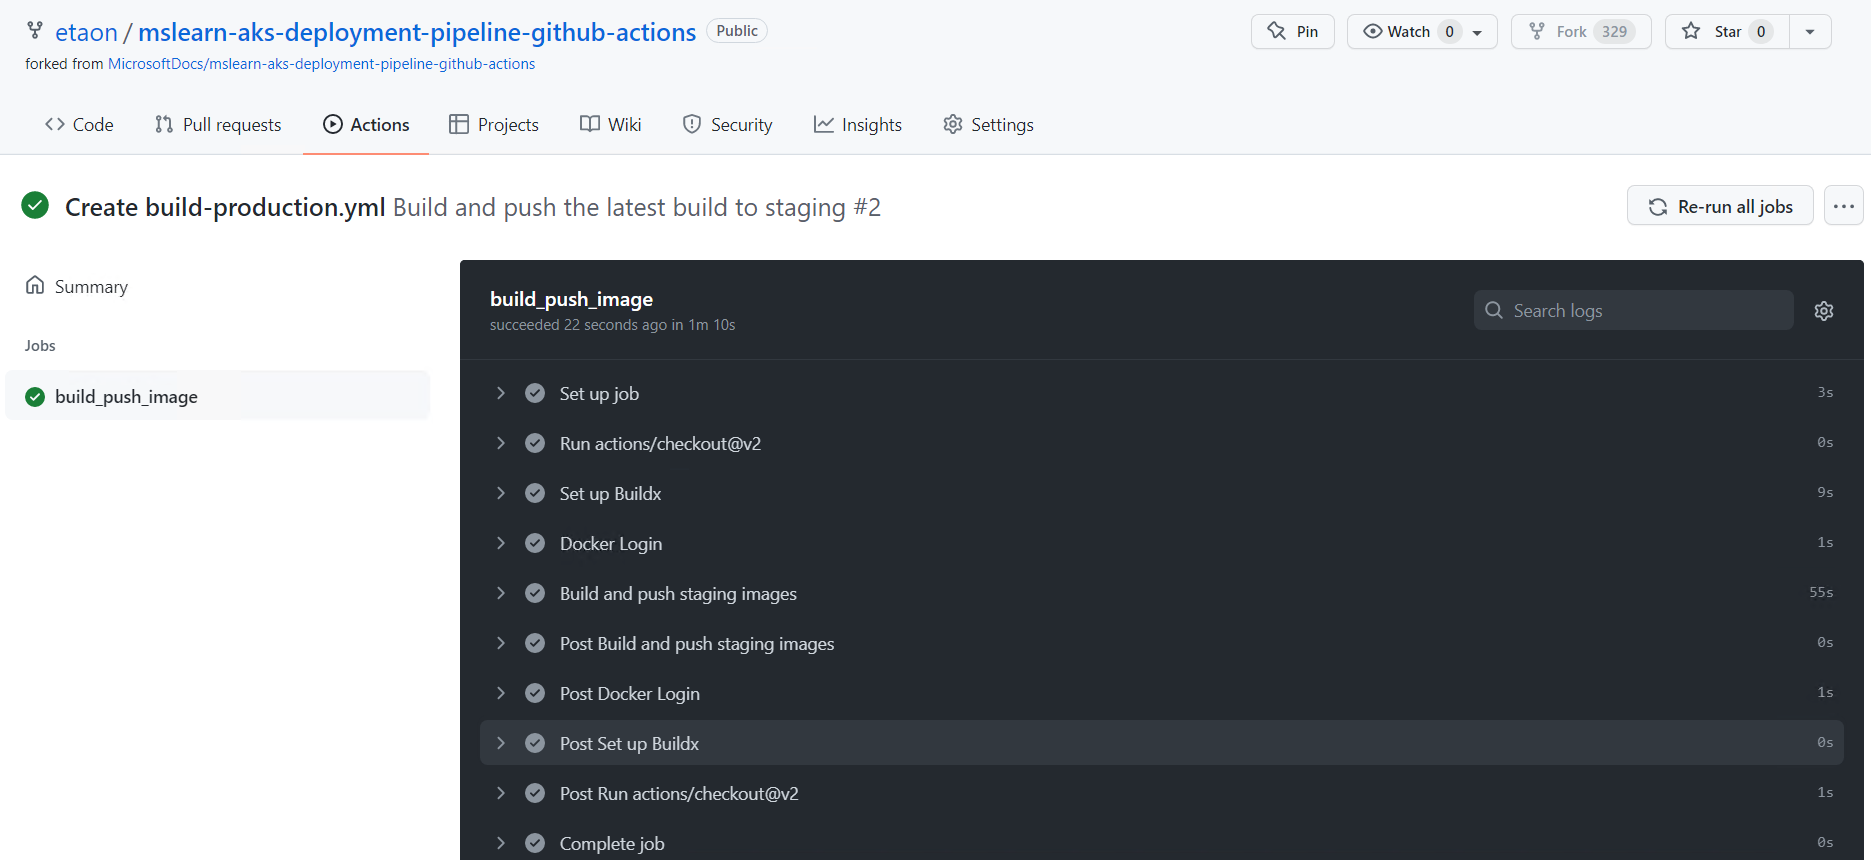 etaon / mslearn-aks-deployment-pipeline-github-actions Public Pin Watch 0 Fork 329 Star 0
forked from MicrosoftDocs/mslearn-aks-deployment-pipeline-github-actions
Code Pull requests Actions Projects Wiki Security Insights Settings
Create build-production.yml Build and push the latest build to staging #2 Re-run all jobs ...
Summary
Jobs
build_push_image
build_push_image
succeeded 22 seconds ago in 1m 10s
Search logs
Set up job 3s
Run actions/checkout@v2 0s
Set up Buildx 9s
Docker Login 1s
Build and push staging images 55s
Post Build and push staging images 0s
Post Docker Login 1s
Post Set up Buildx 0s
Post Run actions/checkout@v2 1s
Complete job 0s